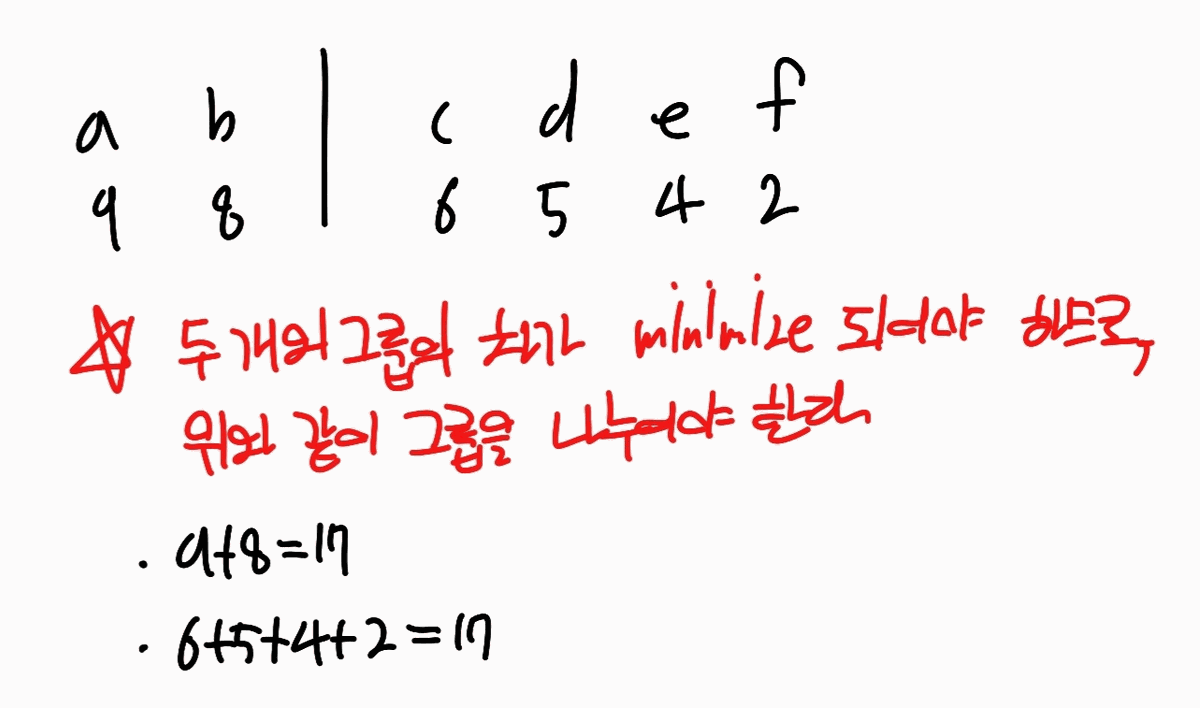 a b | c d e f
9 8 6 5 4 2
☆ 두개의 그룹의 차가 minimize 되어야 하므로,
위와 같이 그룹을 나누어야 한다
· 9+8=17
· 6+5+4+2=17